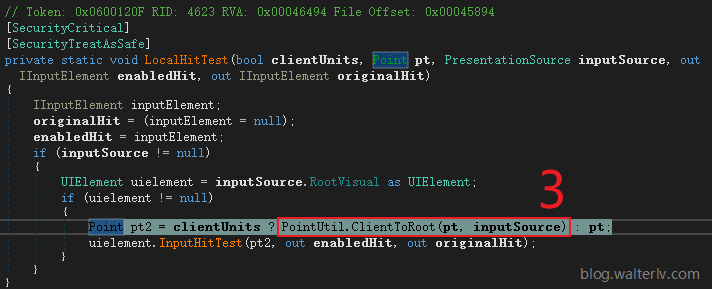 // Token: 0x0600120F RID: 4623 RVA: 0x00046494 File Offset: 0x00045894
[SecurityCritical]
[SecurityTreatAsSafe]
private static void LocalHitTest(bool clientUnits, Point pt, PresentationSource inputSource, out
IInputElement enabledHit, out IInputElement originalHit)
{
IInputElement inputElement;
originalHit = (inputElement = null);
enabledHit = inputElement;
if (inputSource != null)
{
UIElement uielement = inputSource.RootVisual as UIElement;
if (uielement != null)
3
{
Point pt2 = clientUnits ? PointUtil.ClientToRoot(pt, inputSource) : pt;
uielement.InputHitTest(pt2, out enabledHit, out originalHit);
}
}
}
blog.walterlv.com